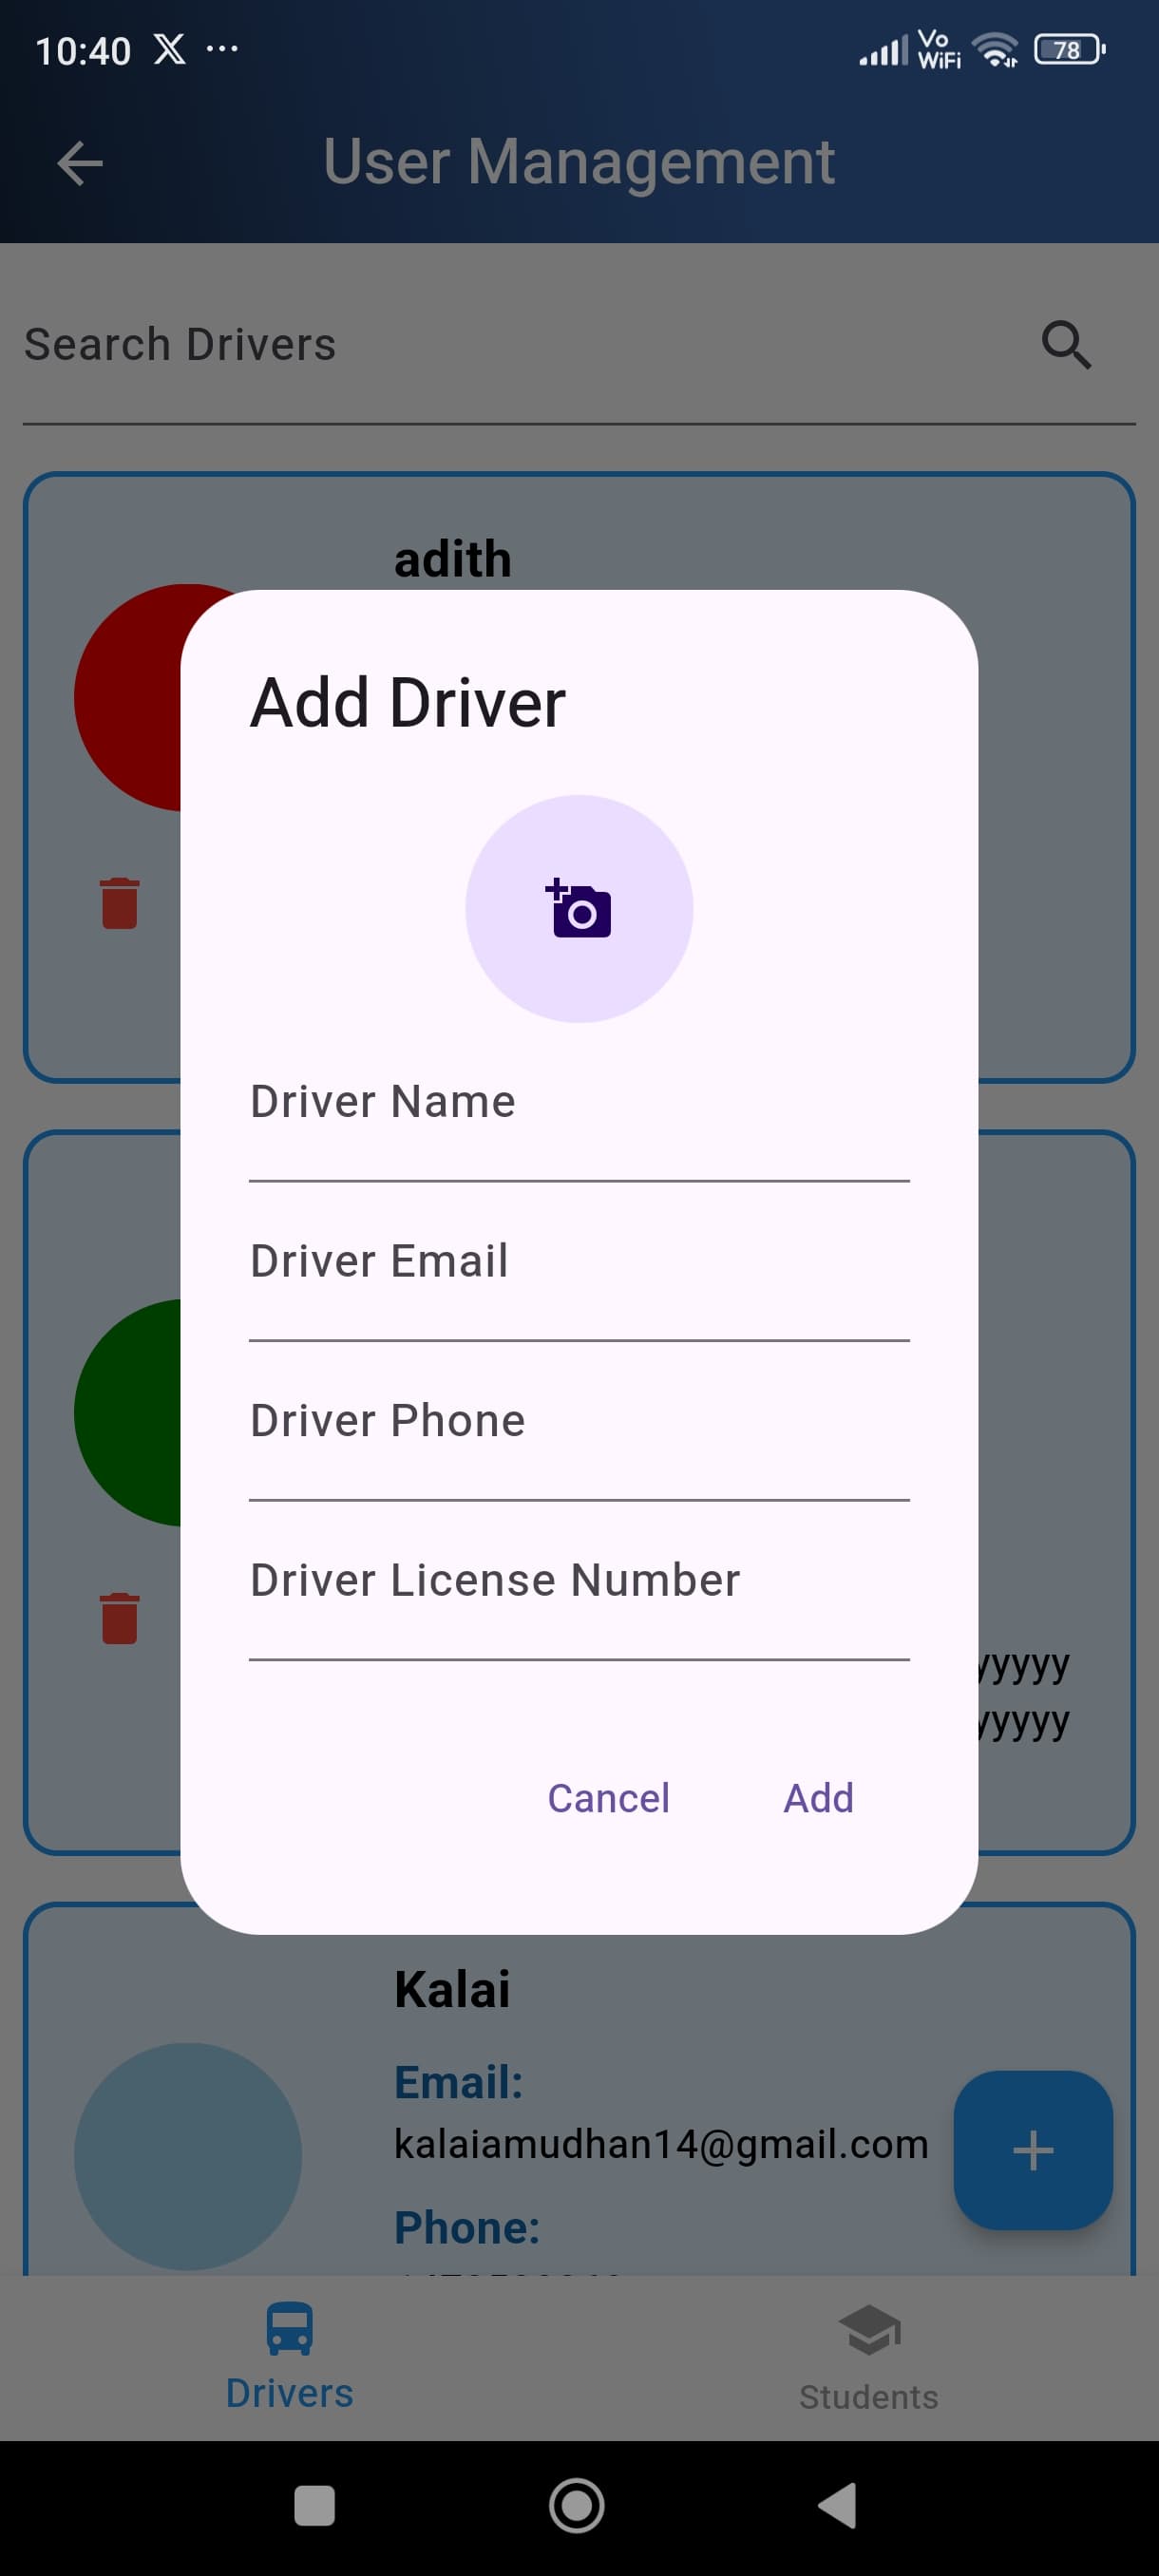 10:40 X ... Vo WiFi 78
User Management
Search Drivers
adith
Add Driver
Driver Name
Driver Email
Driver Phone
Driver License Number
yyyyy
yyyyy
Cancel Add
Kalai
Email:
kalaiamudhan14@gmail.com
Phone:
Drivers Students